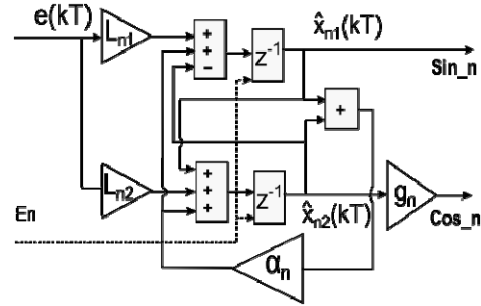 e(kT)
L_n1
+
+
−
z⁻¹
x̂_n1(kT)
Sin_n
+
L_n2
+
+
+
z⁻¹
x̂_n2(kT)
g_n
Cos_n
En
α_n